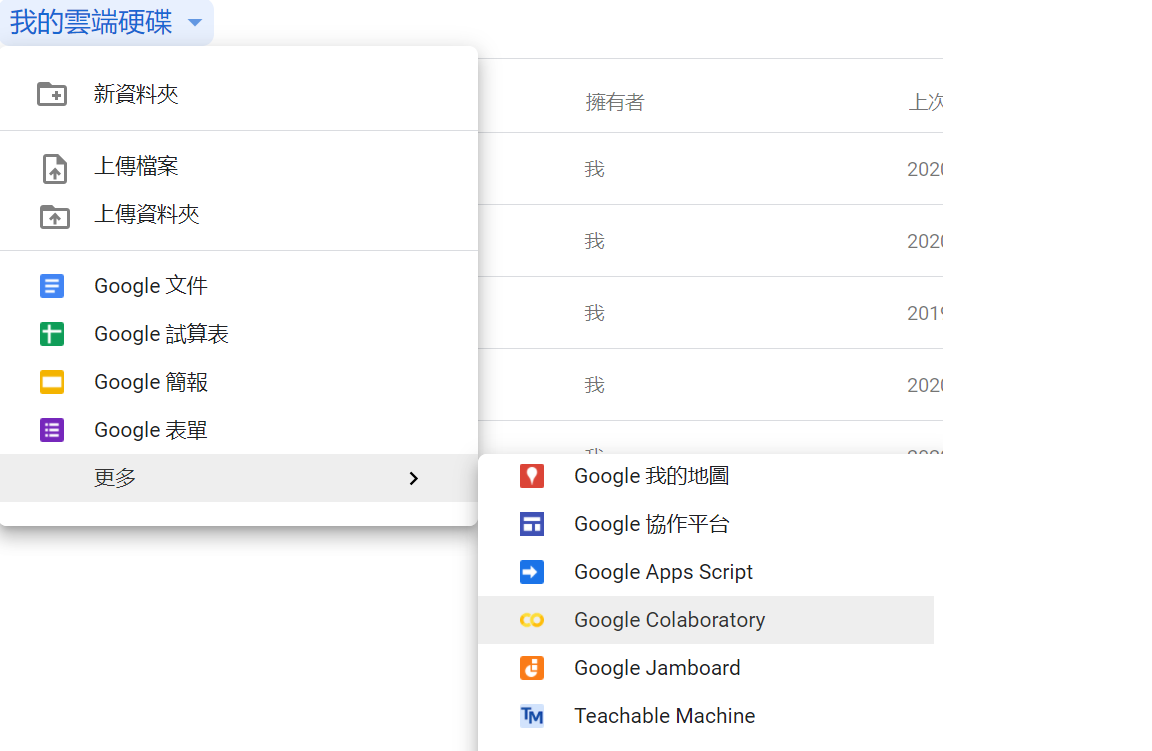 我的雲端硬碟
新資料夾
擁有者
上次
上傳檔案
我
2020
上傳資料夾
我
2020
Google 文件
Google 試算表
我
2019
Google 簡報
我
2020
Google 表單
更多
Google 我的地圖
Google 協作平台
Google Apps Script
Google Colaboratory
Google Jamboard
Teachable Machine